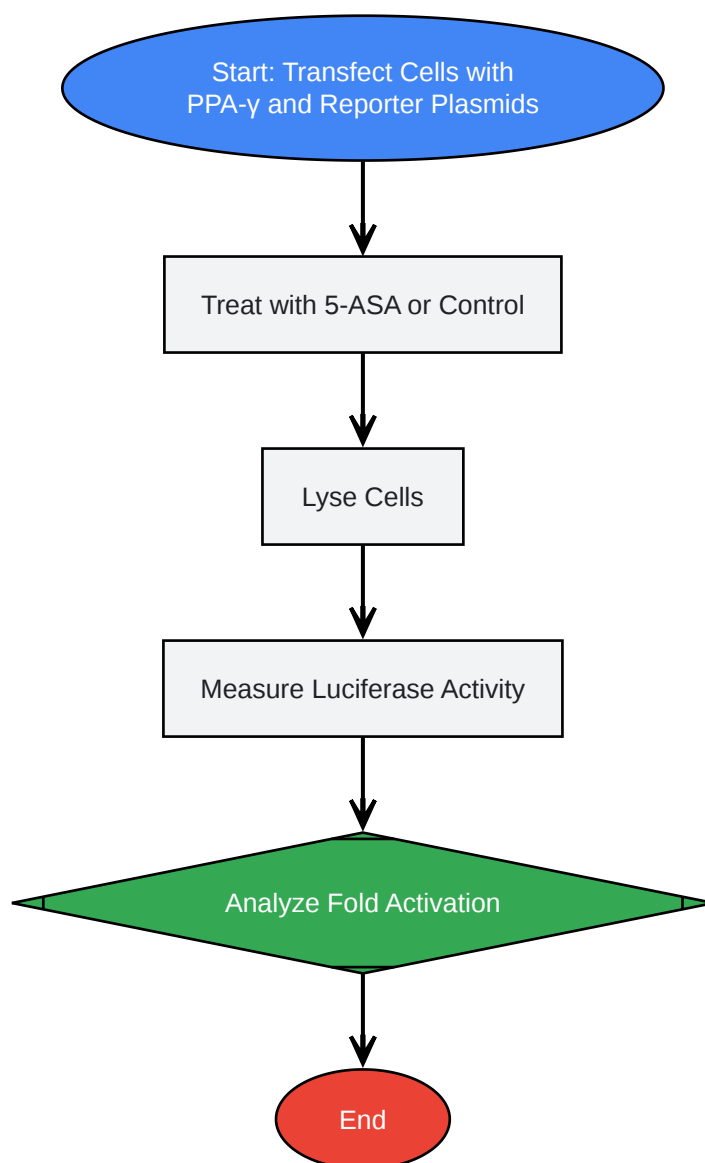 Start: Transfect Cells with
PPA-γ and Reporter Plasmids
Treat with 5-ASA or Control
Lyse Cells
Measure Luciferase Activity
Analyze Fold Activation
End